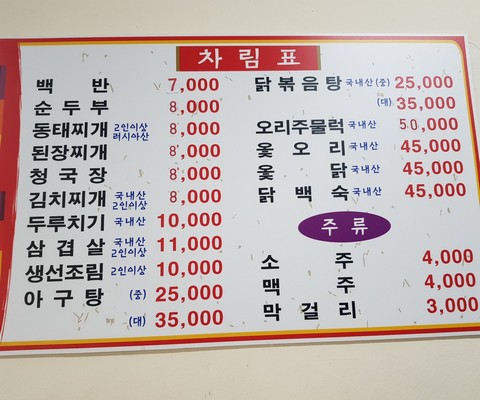 차림표
백반 7,000
순두부 8,000
동태찌개 2인이상 러시아산 8,000
된장찌개 8,000
청국장 8,000
김치찌개 국내산 2인이상 8,000
두루치기 국내산 10,000
삼겹살 국내산 2인이상 11,000
생선조림 2인이상 10,000
아구탕 (중) 25,000
(대) 35,000
닭볶음탕 국내산 (중) 25,000
(대) 35,000
오리주물럭 국내산 50,000
옻오리 국내산 45,000
옻닭 국내산 45,000
닭백숙 국내산 45,000
주류
소주 4,000
맥주 4,000
막걸리 3,000